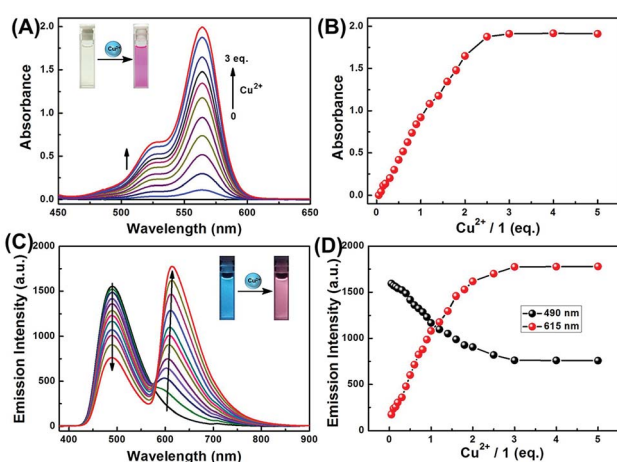 (A)
Cu2+
3 eq.
Cu2+
0
2.0
1.5
1.0
0.5
0.0
Absorbance
450 500 550 600 650
Wavelength (nm)
(B)
2.0
1.5
1.0
0.5
0.0
Absorbance
0 1 2 3 4 5
Cu2+ / 1 (eq.)
(C)
Cu2+
2000
1500
1000
500
0
Emission Intensity (a.u.)
400 500 600 700 800 900
Wavelength (nm)
(D)
490 nm
615 nm
2000
1500
1000
500
0
Emission Intensity (a.u.)
0 1 2 3 4 5
Cu2+ / 1 (eq.)